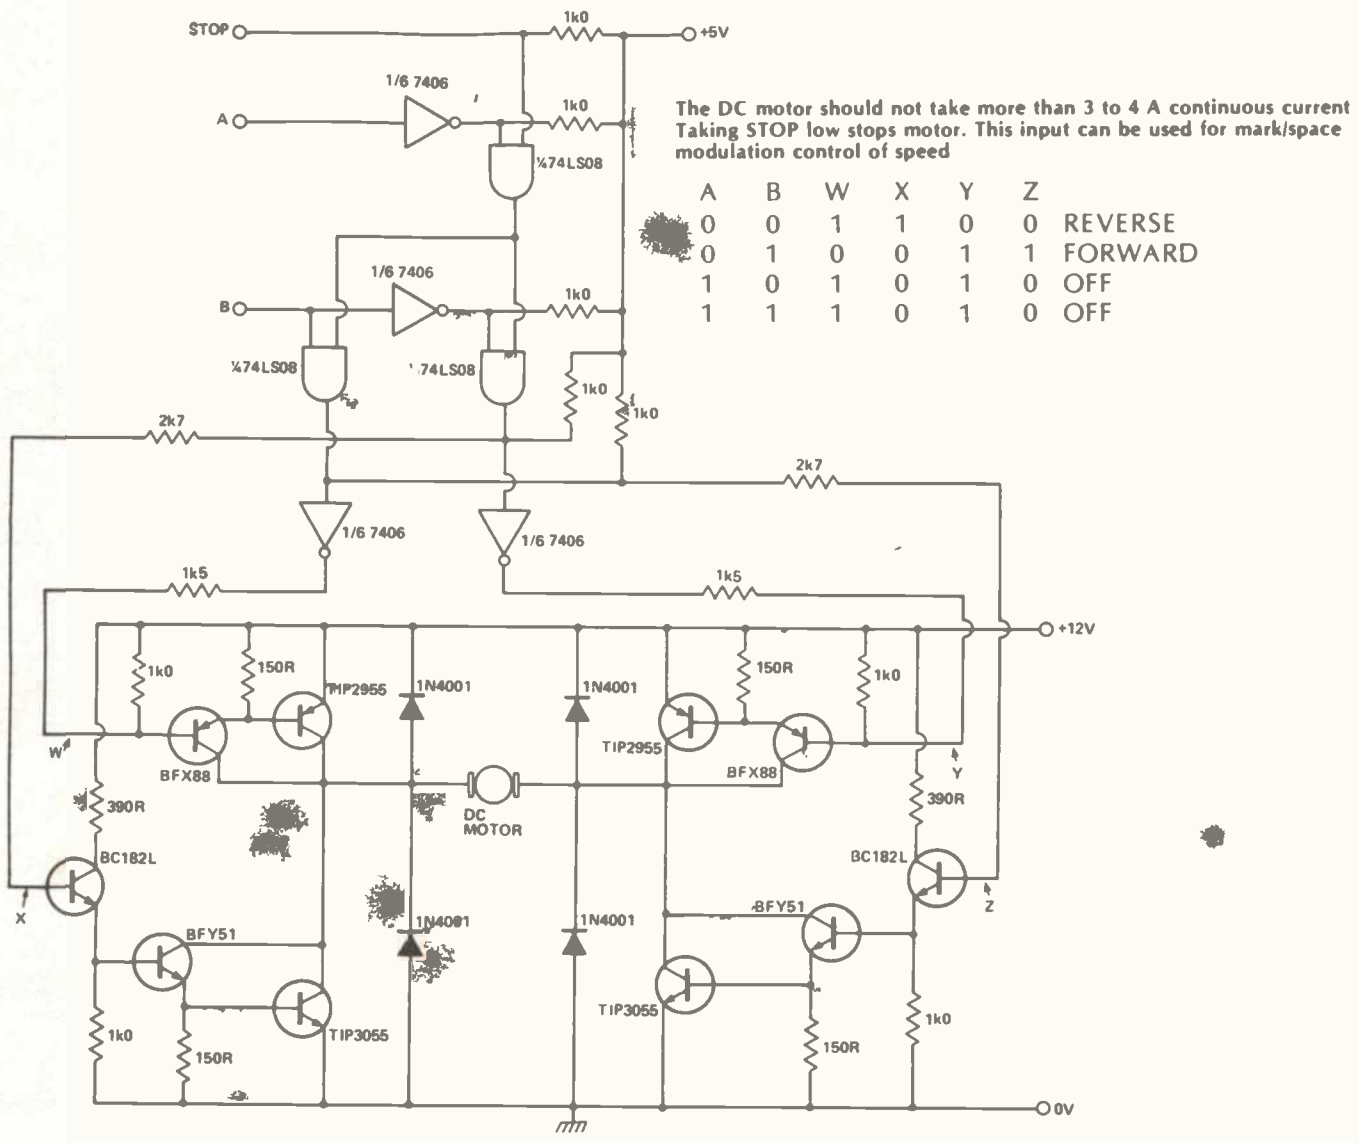 1k0
STOP
+5V
1/6 7406
1k0
A
The DC motor should not take more than 3 to 4 A continuous current
Taking STOP low stops motor. This input can be used for mark/space
modulation control of speed
¼74LS08
A B W X Y Z
0 0 1 1 0 0 REVERSE
0 1 0 0 1 1 FORWARD
1 0 1 0 1 0 OFF
1 1 1 0 1 0 OFF
1/6 7406
1k0
B
¼74LS08
74LS08
1k0
1k0
2k7
2k7
1/6 7406
1/6 7406
1k5
1k5
+12V
1k0
150R
TIP2955
1N4001
1N4001
150R
1k0
TIP2955
W
BFX88
BFX88
Y
390R
DC
MOTOR
390R
BC182L
BC182L
X
1N4001
1N4001
BFY51
Z
BFY51
TIP3055
TIP3055
1k0
150R
150R
1k0
0V